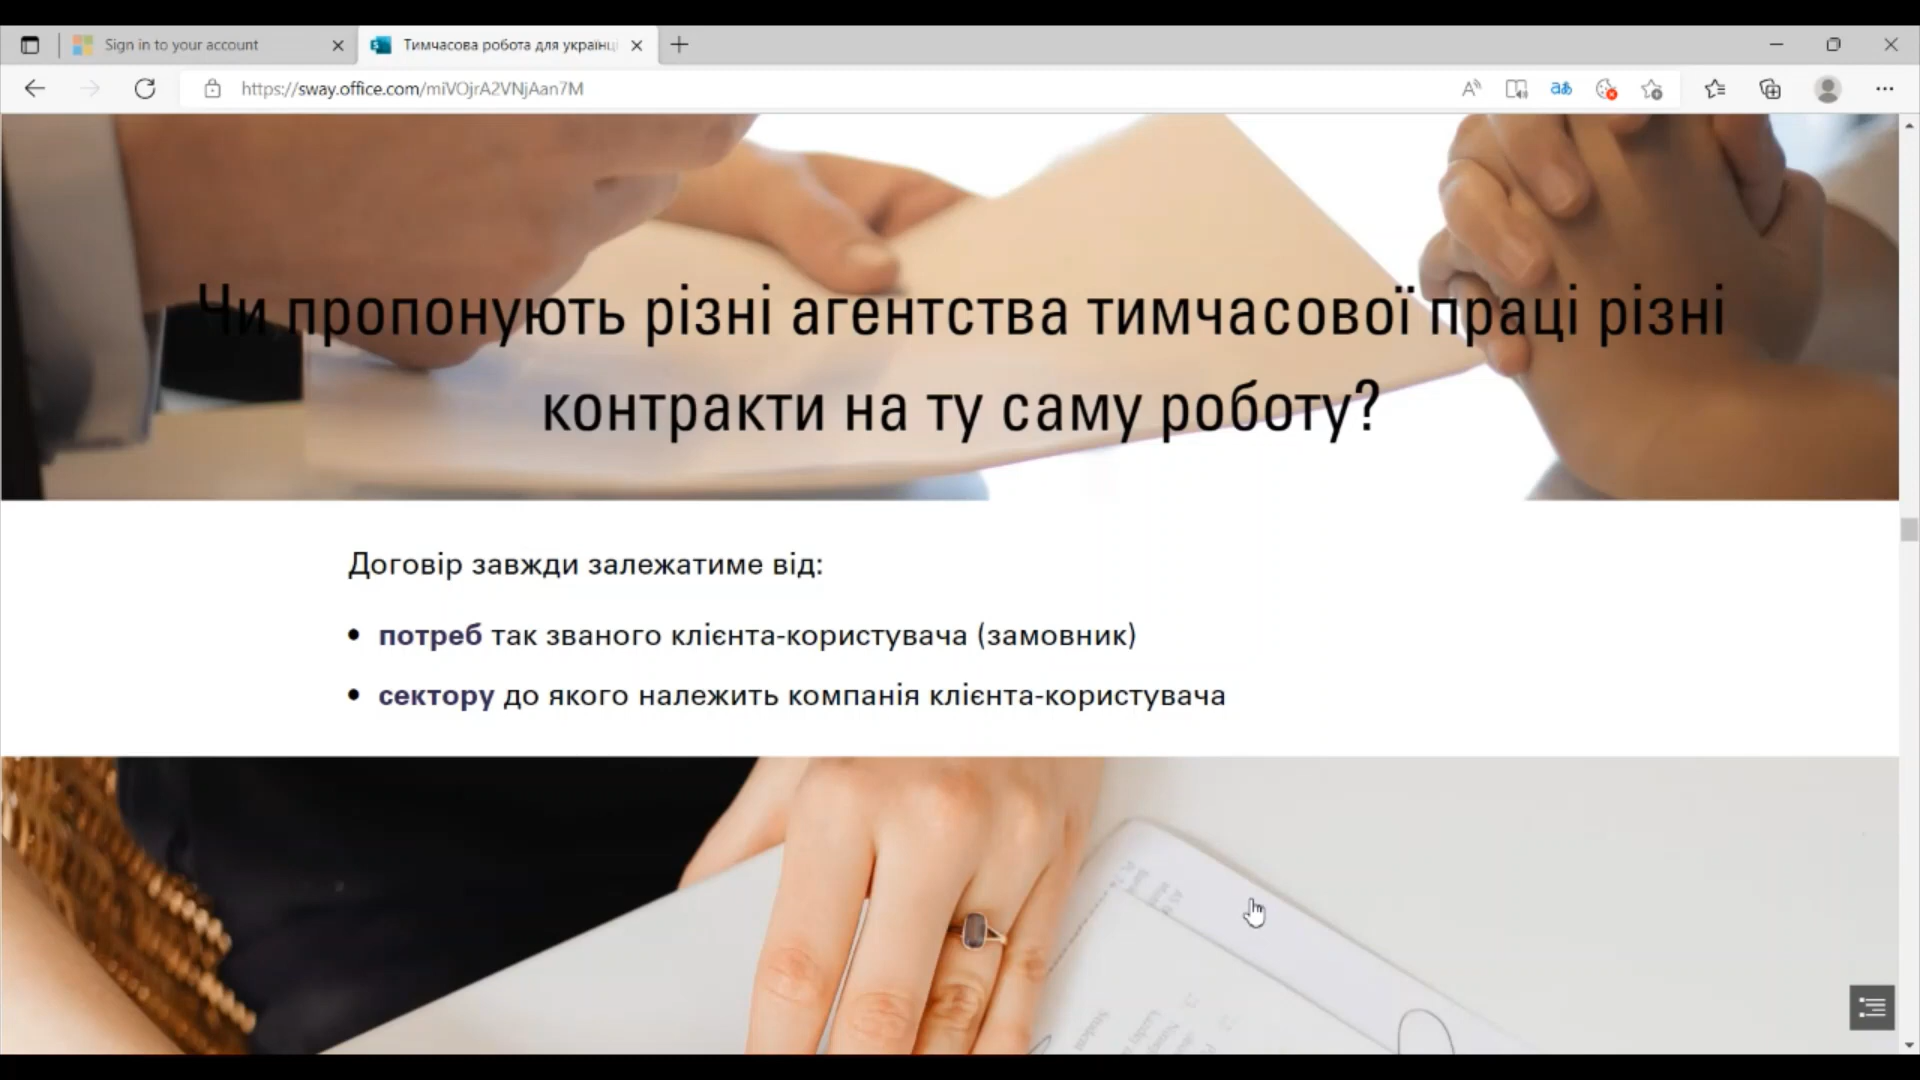 Sign in to your account
Тимчасова робота для українц
https://sway.office.com/miVOjrA2VNjAan7M
Чи пропонують різні агентства тимчасової праці різні
контракти на ту саму роботу?
Договір завжди залежатиме від:
• потреб так званого клієнта-користувача (замовник)
• сектору до якого належить компанія клієнта-користувача